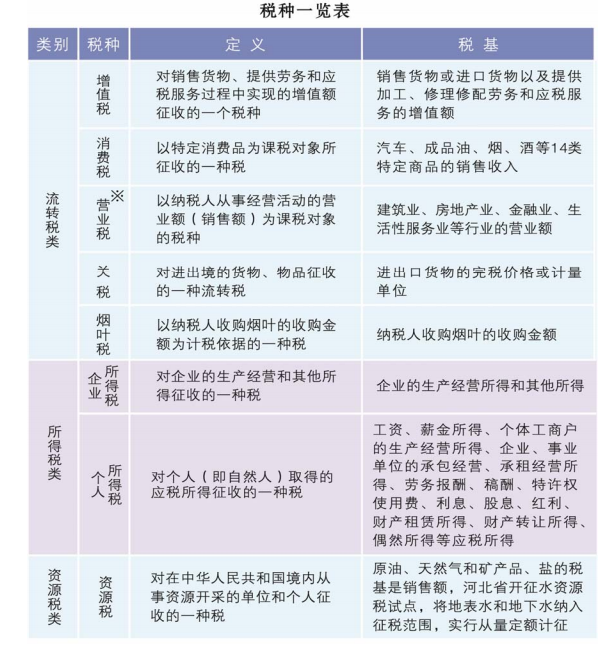 税种一览表
类别 税种 定义 税基
流转税类
增值税
对销售货物、提供劳务和应
税服务过程中实现的增值额
征收的一个税种
销售货物或进口货物以及提供
加工、修理修配劳务和应税服
务的增值额
消费税
以特定消费品为课税对象所
征收的一种税
汽车、成品油、烟、酒等14类
特定商品的销售收入
营业税※
以纳税人从事经营活动的营
业额（销售额）为课税对象
的税种
建筑业、房地产业、金融业、生
活性服务业等行业的营业额
关税
对进出境的货物、物品征收
的一种流转税
进出口货物的完税价格或计量
单位
烟叶税
以纳税人收购烟叶的收购金
额为计税依据的一种税
纳税人收购烟叶的收购金额
所得税类
企业所得税
对企业的生产经营和其他所
得征收的一种税
企业的生产经营所得和其他所得
个人所得税
对个人（即自然人）取得的
应税所得征收的一种税
工资、薪金所得、个体工商户
的生产经营所得、企业、事业
单位的承包经营、承租经营所
得、劳务报酬、稿酬、特许权
使用费、利息、股息、红利、
财产租赁所得、财产转让所得、
偶然所得等应税所得
资源税类
资源税
对在中华人民共和国境内从
事资源开采的单位和个人征
收的一种税
原油、天然气和矿产品、盐的税
基是销售额，河北省开征水资源
税试点，将地表水和地下水纳入
征税范围，实行从量定额计征